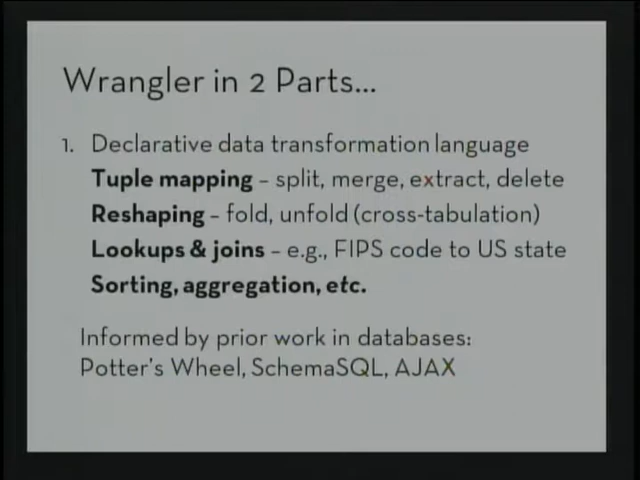 Wrangler in 2 Parts...
1. Declarative data transformation language
Tuple mapping – split, merge, extract, delete
Reshaping – fold, unfold (cross-tabulation)
Lookups & joins – e.g., FIPS code to US state
Sorting, aggregation, etc.
Informed by prior work in databases:
Potter's Wheel, SchemaSQL, AJAX